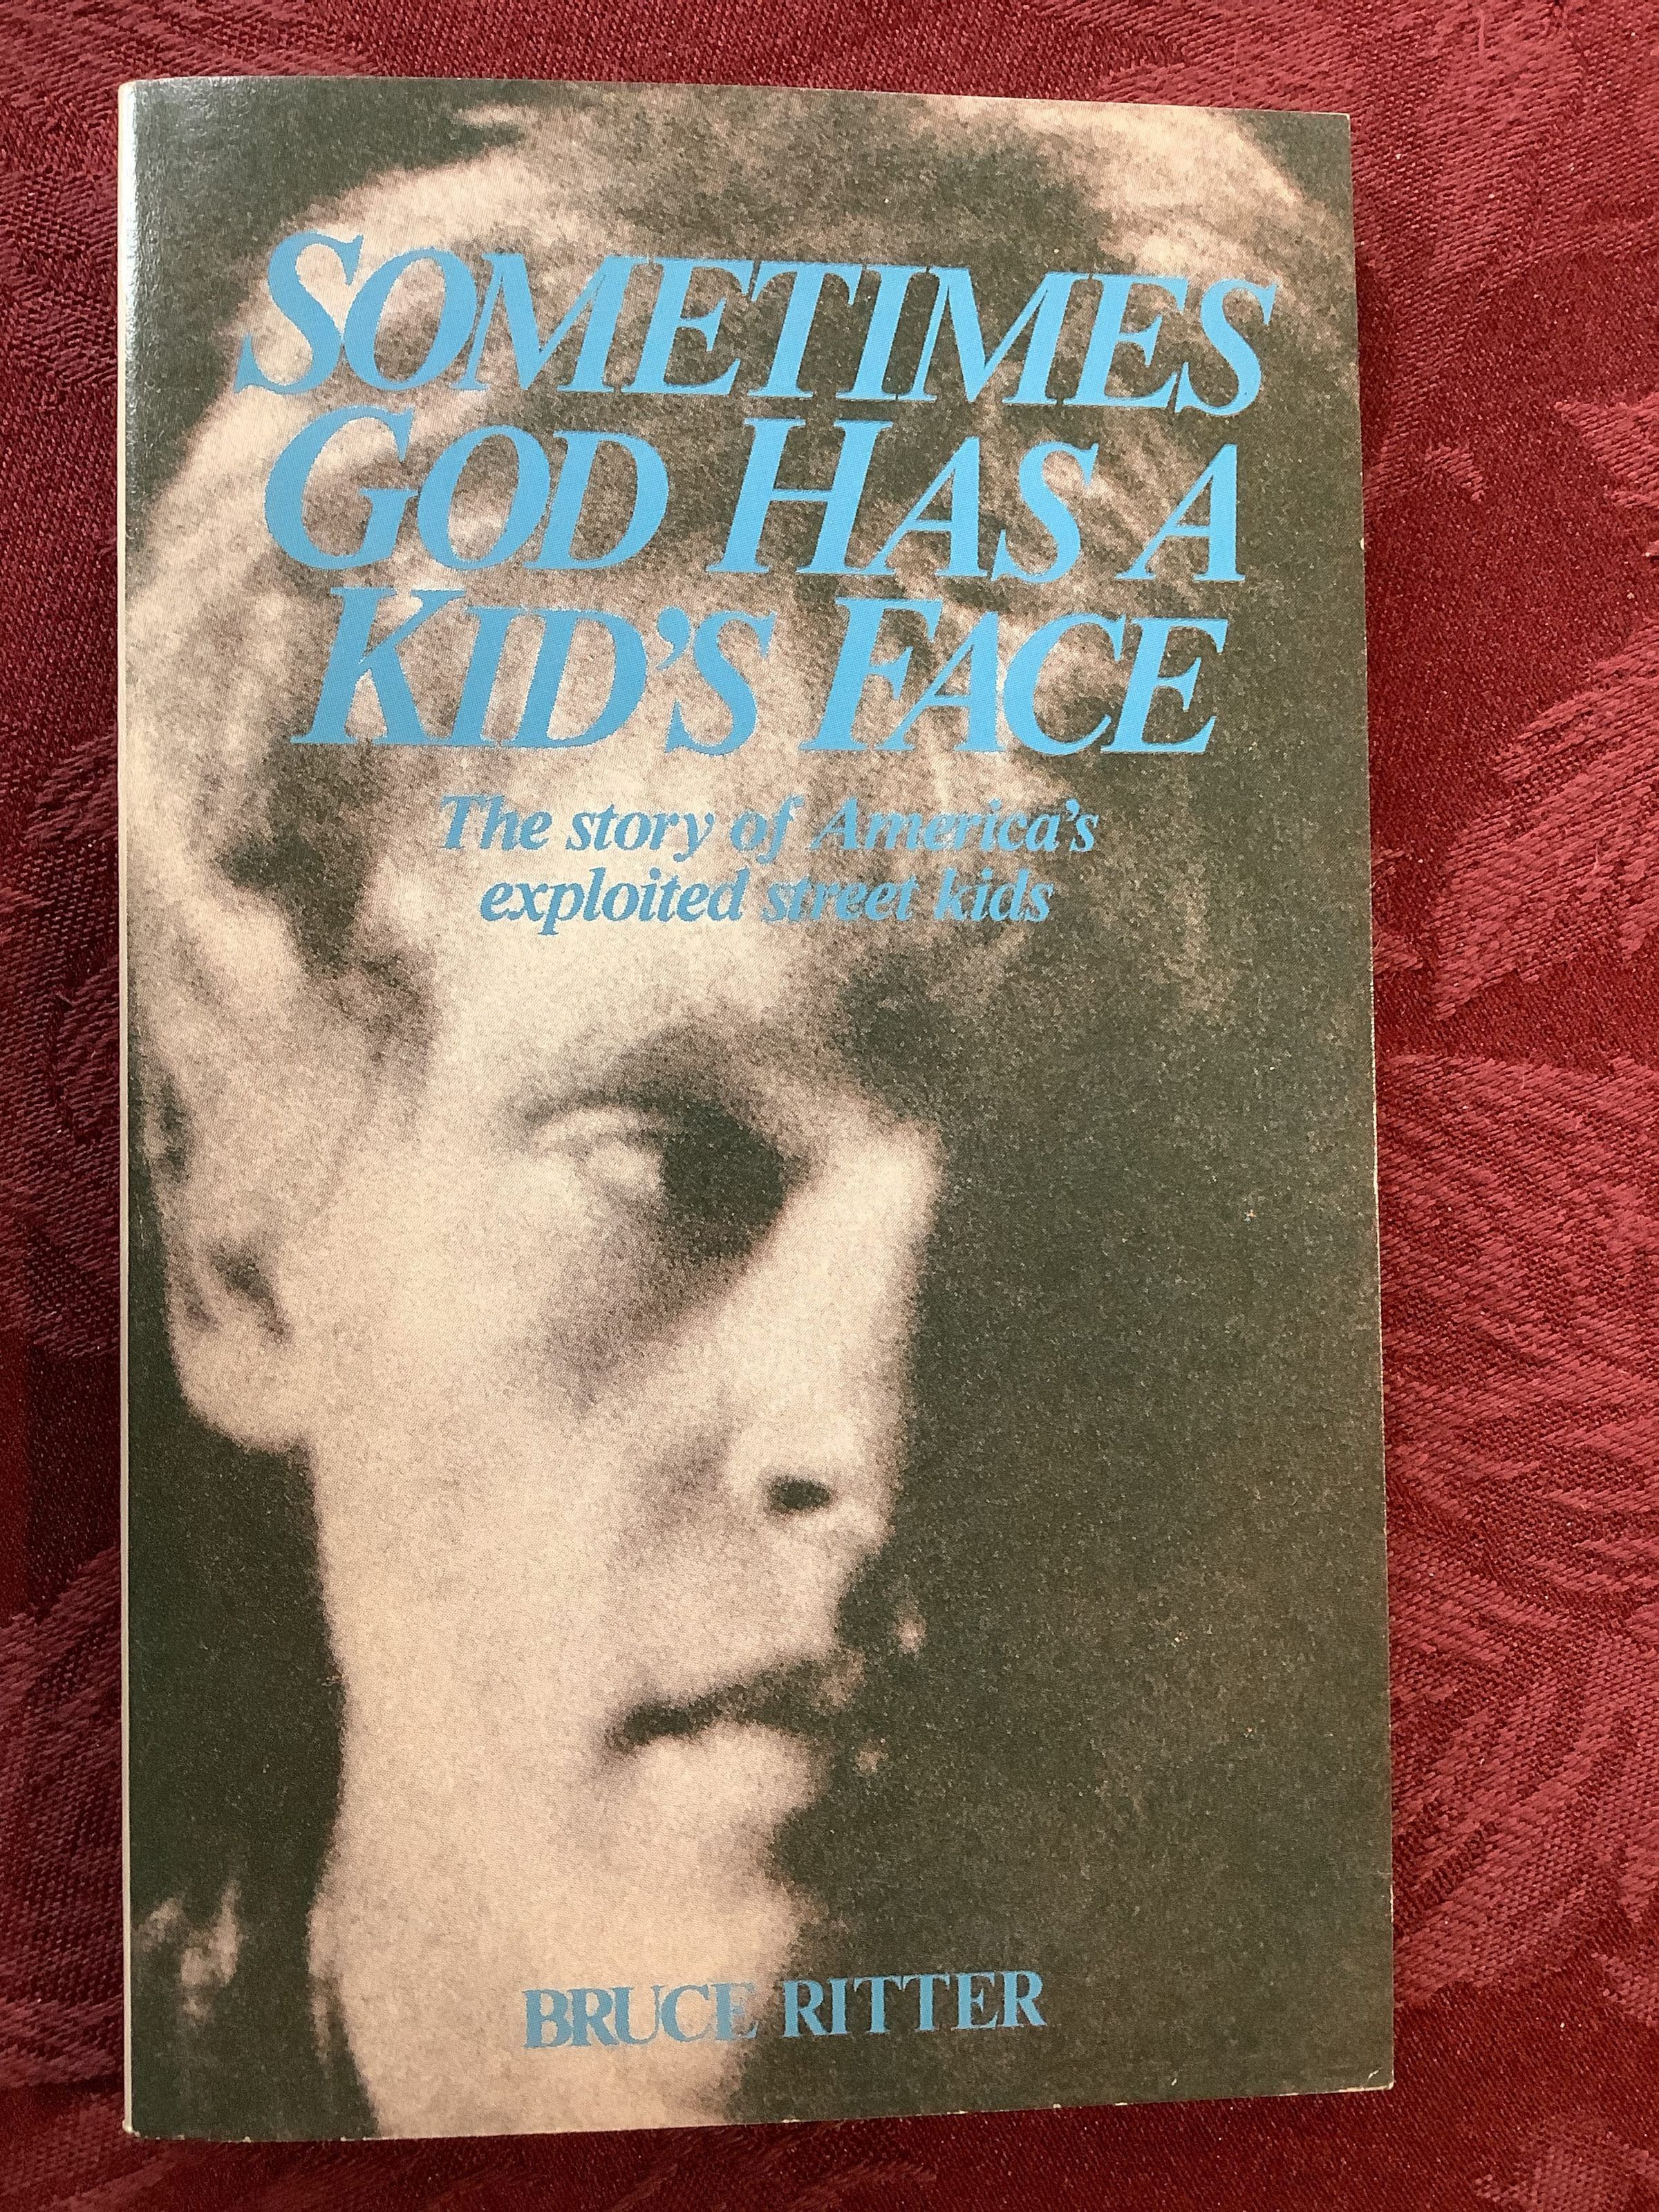 SOMETIMES
GOD HAS A
KID'S FACE
The story of America's
exploited street kids
BRUCE RITTER